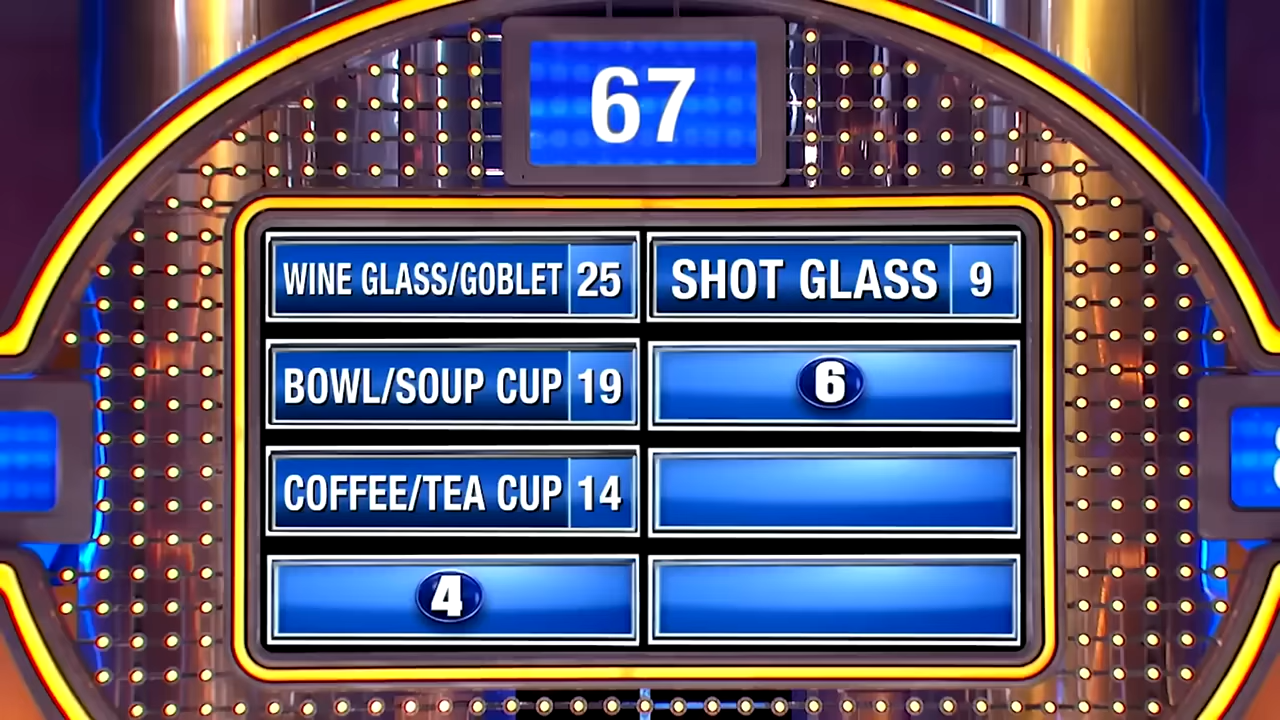 67
WINE GLASS/GOBLET 25
BOWL/SOUP CUP 19
COFFEE/TEA CUP 14
4
SHOT GLASS 9
6